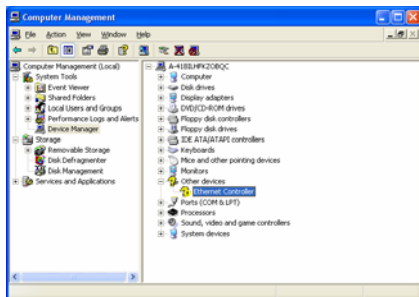 Computer Management
File Action View Window Help
Computer Management (Local)
System Tools
Event Viewer
Shared Folders
Local Users and Groups
Performance Logs and Alerts
Device Manager
Storage
Removable Storage
Disk Defragmenter
Disk Management
Services and Applications
A-418ILHFK2OBQC
Computer
Disk drives
Display adapters
DVD/CD-ROM drives
Floppy disk controllers
Floppy disk drives
IDE ATA/ATAPI controllers
Keyboards
Mice and other pointing devices
Monitors
Other devices
Ethernet Controller
Ports (COM & LPT)
Processors
Sound, video and game controllers
System devices